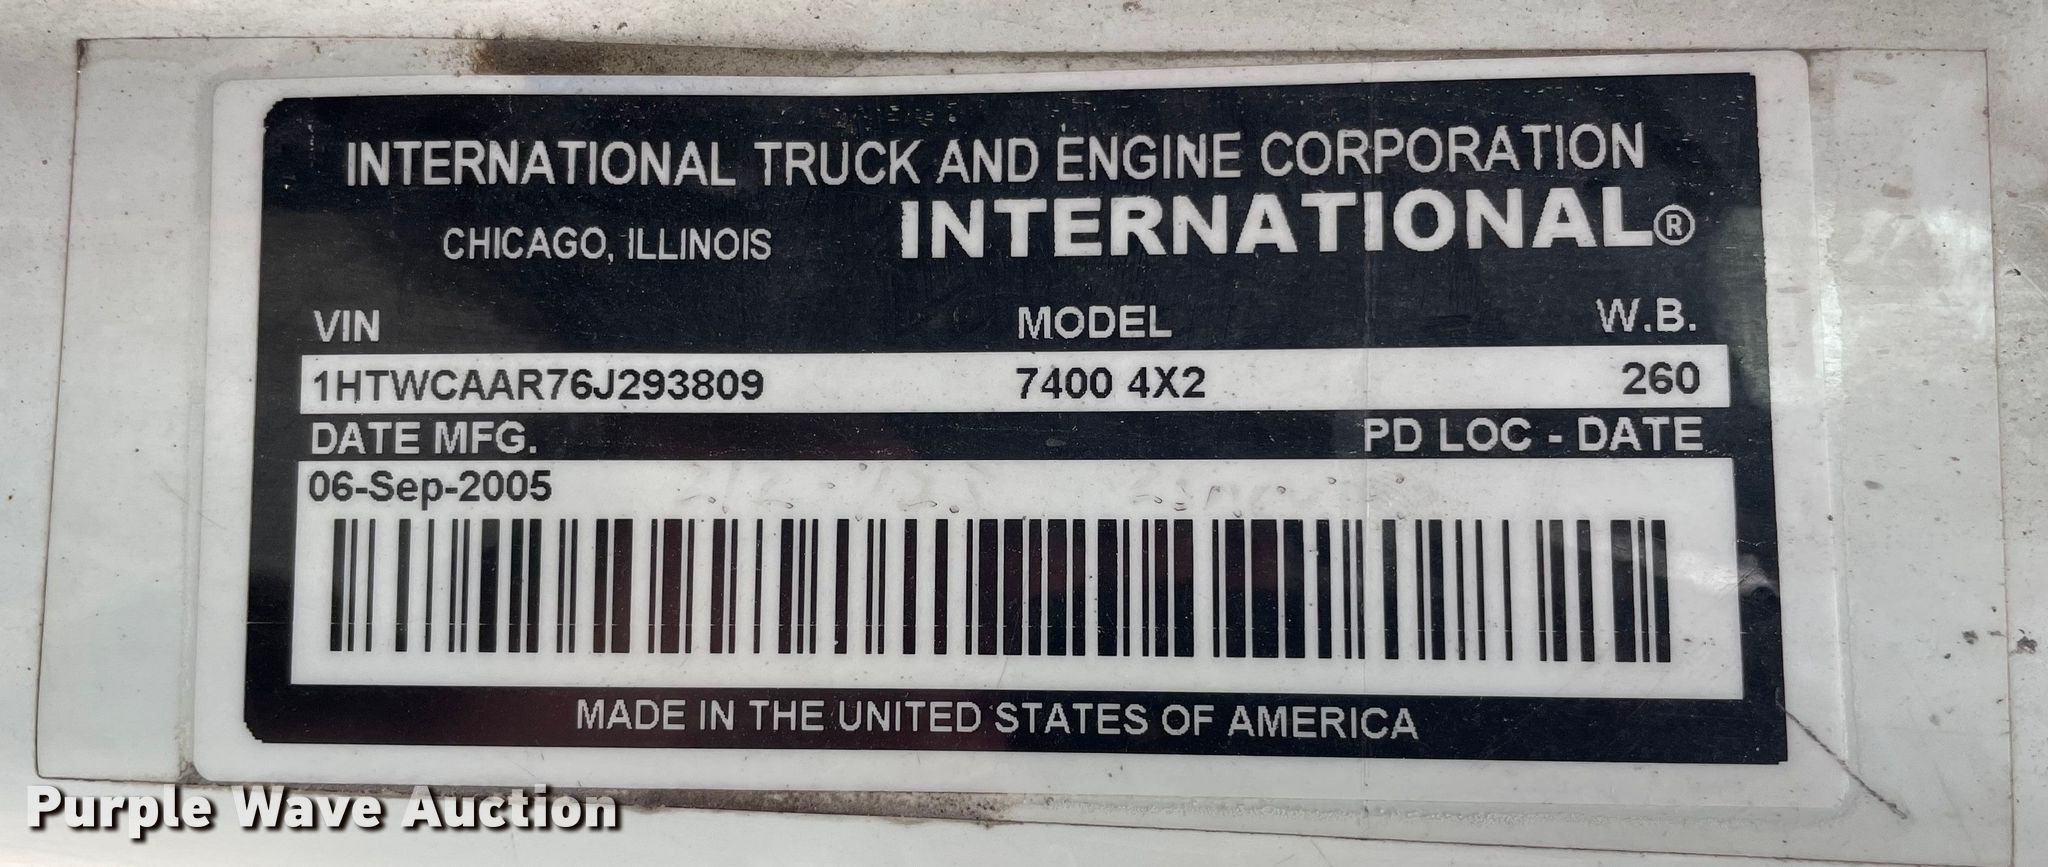 INTERNATIONAL TRUCK AND ENGINE CORPORATION
CHICAGO, ILLINOIS INTERNATIONAL®
VIN MODEL W.B.
1HTWCAAR76J293809 7400 4X2 260
DATE MFG. PD LOC - DATE
06-Sep-2005
MADE IN THE UNITED STATES OF AMERICA
Purple Wave Auction